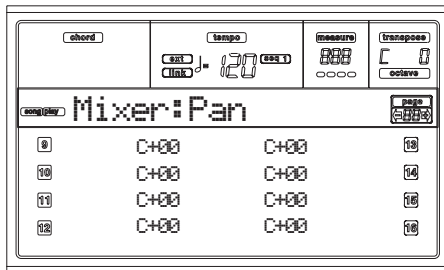 chord tempo measure transpose
ext ♩= 120 seq 1 888 C 0
link octave
song|play Mixer:Pan page
88
9 C+00 C+00 13
10 C+00 C+00 14
11 C+00 C+00 15
12 C+00 C+00 16